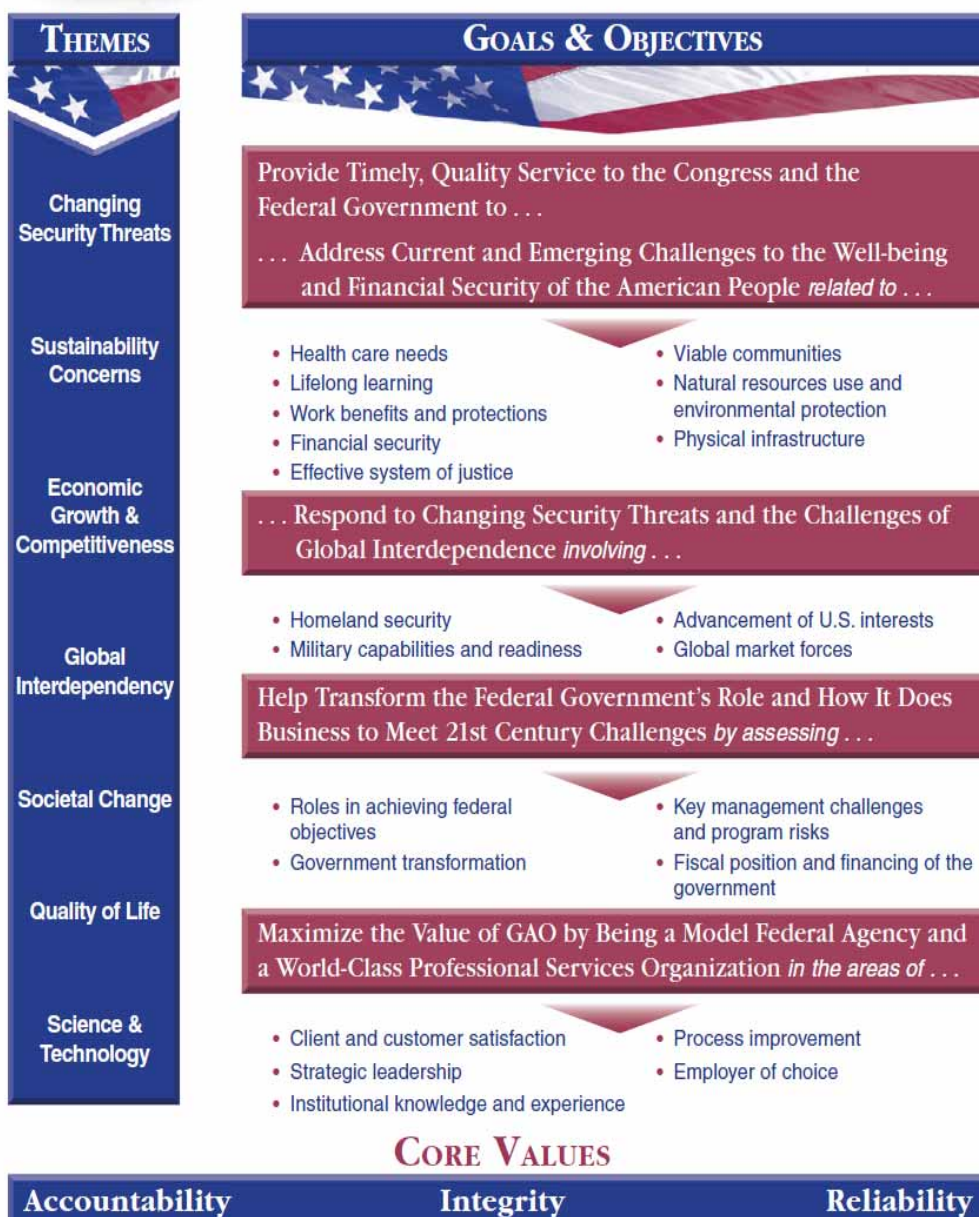 THEMES
Changing
Security Threats
Sustainability
Concerns
Economic
Growth &
Competitiveness
Global
Interdependency
Societal Change
Quality of Life
Science &
Technology
GOALS & OBJECTIVES
Provide Timely, Quality Service to the Congress and the
Federal Government to . . .
. . . Address Current and Emerging Challenges to the Well-being
and Financial Security of the American People related to . . .
• Health care needs
• Lifelong learning
• Work benefits and protections
• Financial security
• Effective system of justice
• Viable communities
• Natural resources use and
environmental protection
• Physical infrastructure
. . . Respond to Changing Security Threats and the Challenges of
Global Interdependence involving . . .
• Homeland security
• Military capabilities and readiness
• Advancement of U.S. interests
• Global market forces
Help Transform the Federal Government's Role and How It Does
Business to Meet 21st Century Challenges by assessing . . .
• Roles in achieving federal
objectives
• Government transformation
• Key management challenges
and program risks
• Fiscal position and financing of the
government
Maximize the Value of GAO by Being a Model Federal Agency and
a World-Class Professional Services Organization in the areas of . . .
• Client and customer satisfaction
• Strategic leadership
• Institutional knowledge and experience
• Process improvement
• Employer of choice
CORE VALUES
Accountability Integrity Reliability